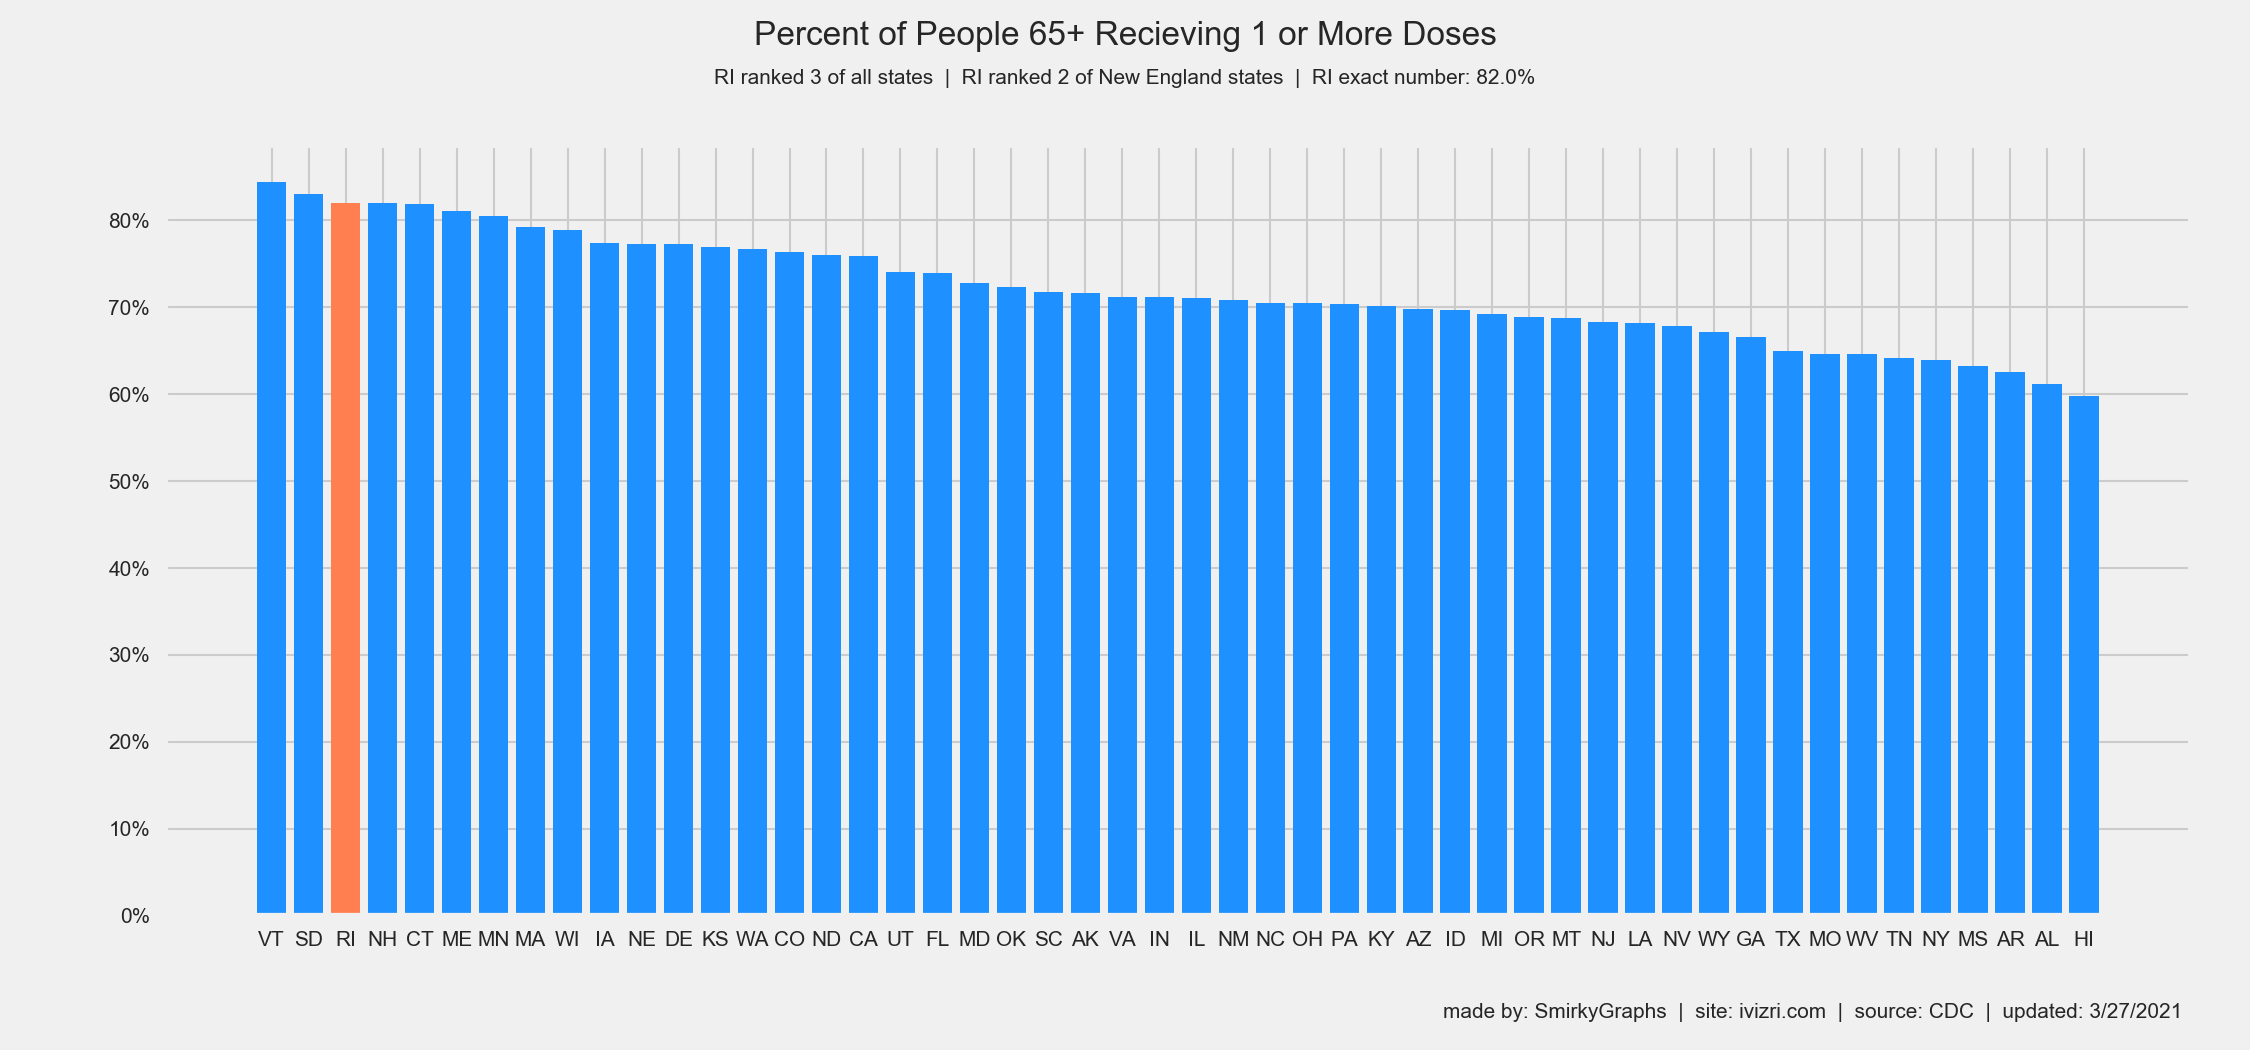 Percent of People 65+ Recieving 1 or More Doses
RI ranked 3 of all states | RI ranked 2 of New England states | RI exact number: 82.0%
80%
70%
60%
50%
40%
30%
20%
10%
0%
VT SD RI NH CT ME MN MA WI IA NE DE KS WA CO ND CA UT FL MD OK SC AK VA IN IL NM NC OH PA KY AZ ID MI OR MT NJ LA NV WY GA TX MO WV TN NY MS AR AL HI
made by: SmirkyGraphs | site: ivizri.com | source: CDC | updated: 3/27/2021